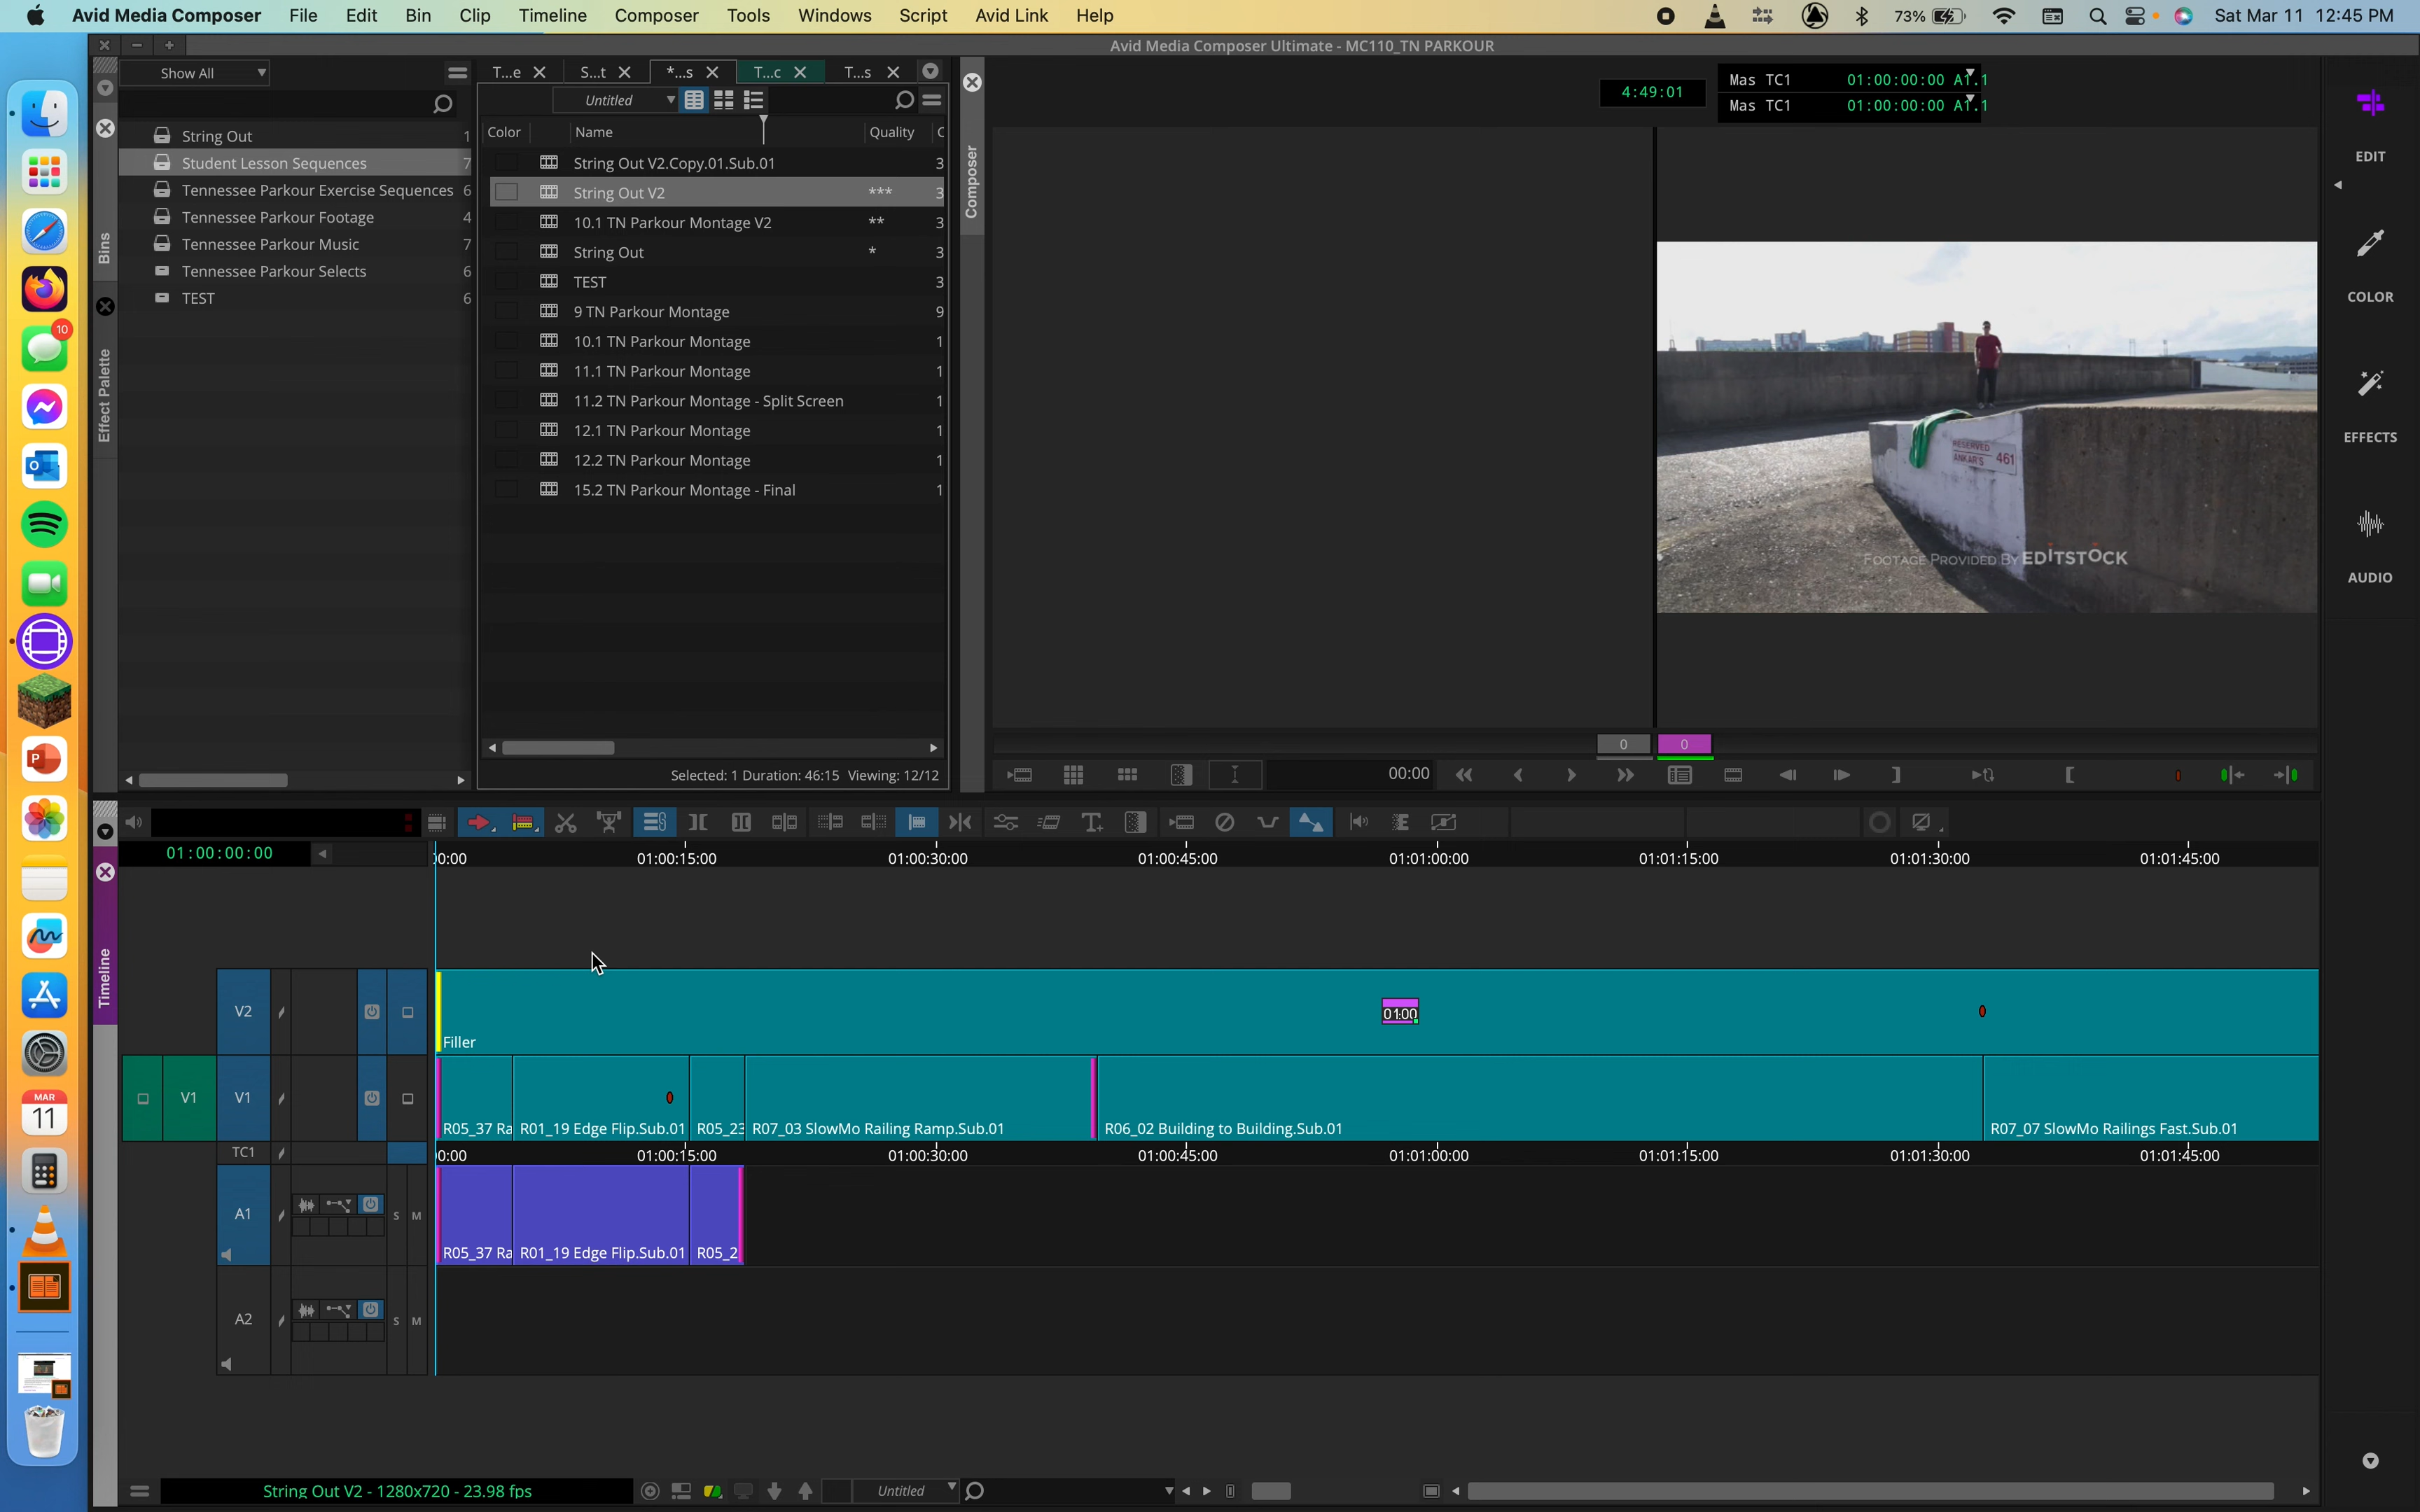 Avid Media Composer File Edit Bin Clip Timeline Composer Tools Windows Script Avid Link Help 73% Sat Mar 11 12:45 PM
Avid Media Composer Ultimate - MC110_TN PARKOUR
Show All
T...e S...t *...s T...c T...s
Untitled
4:49:01
Mas TC1 01:00:00:00 A1.1
Mas TC1 01:00:00:00 A1.1
Color Name Quality C
String Out 1
Student Lesson Sequences 7
Tennessee Parkour Exercise Sequences 6
Tennessee Parkour Footage 4
Tennessee Parkour Music 7
Tennessee Parkour Selects 6
TEST 6
Bins
Effect Palette
String Out V2.Copy.01.Sub.01 3
String Out V2 *** 3
10.1 TN Parkour Montage V2 ** 3
String Out * 3
TEST 3
9 TN Parkour Montage 9
10.1 TN Parkour Montage 1
11.1 TN Parkour Montage 1
11.2 TN Parkour Montage - Split Screen 1
12.1 TN Parkour Montage 1
12.2 TN Parkour Montage 1
15.2 TN Parkour Montage - Final 1
Selected: 1 Duration: 46:15 Viewing: 12/12
Composer
RESERVED
ANKAR'S 461
FOOTAGE PROVIDED BY EDITSTOCK
EDIT
COLOR
EFFECTS
AUDIO
10
MAR
11
0 0
00:00
01:00:00:00
0:00 01:00:15:00 01:00:30:00 01:00:45:00 01:01:00:00 01:01:15:00 01:01:30:00 01:01:45:00
Timeline
V2
01:00
Filler
V1 V1
R05_37 Ra R01_19 Edge Flip.Sub.01 R05_23 R07_03 SlowMo Railing Ramp.Sub.01 R06_02 Building to Building.Sub.01 R07_07 SlowMo Railings Fast.Sub.01
TC1
0:00 01:00:15:00 01:00:30:00 01:00:45:00 01:01:00:00 01:01:15:00 01:01:30:00 01:01:45:00
A1 S M
R05_37 Ra R01_19 Edge Flip.Sub.01 R05_2
A2 S M
String Out V2 - 1280x720 - 23.98 fps
Untitled